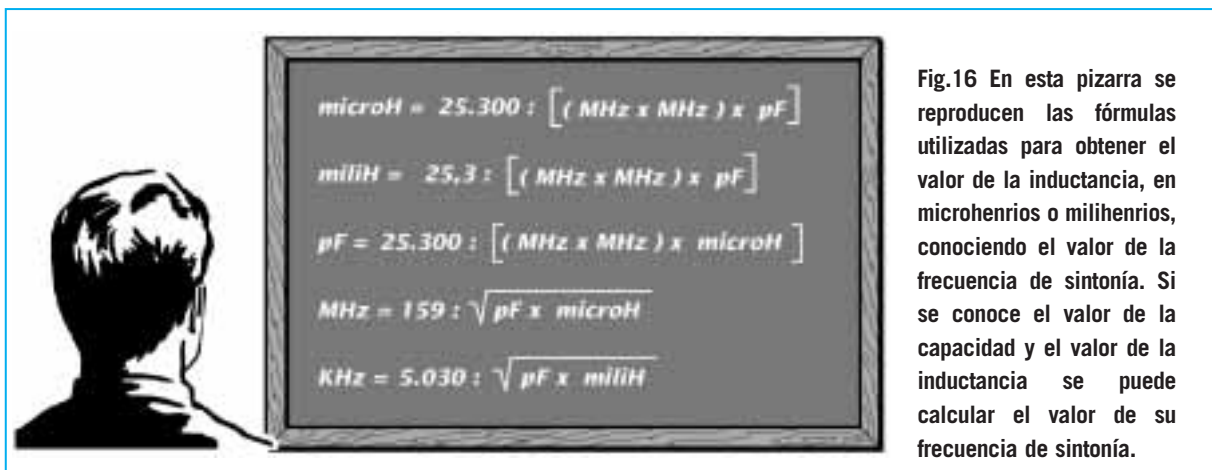 microH = 25.300 : [( MHz x MHz ) x pF]
miliH = 25,3 : [( MHz x MHz ) x pF]
pF = 25.300 : [( MHz x MHz ) x microH ]
MHz = 159 : √ pF x microH
KHz = 5.030 : √ pF x miliH
Fig.16 En esta pizarra se
reproducen las fórmulas
utilizadas para obtener el
valor de la inductancia, en
microhenrios o milihenrios,
conociendo el valor de la
frecuencia de sintonía. Si
se conoce el valor de la
capacidad y el valor de la
inductancia se puede
calcular el valor de su
frecuencia de sintonía.